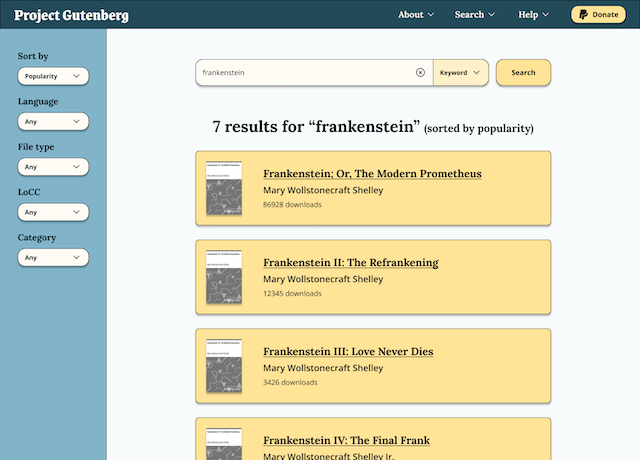 Project Gutenberg
About
Search
Help
Donate
Sort by
Popularity
Language
Any
File type
Any
LoCC
Any
Category
Any
frankenstein
Keyword
Search
7 results for “frankenstein” (sorted by popularity)
Frankenstein; Or, The Modern Prometheus
Mary Wollstonecraft Shelley
86928 downloads
Frankenstein II: The Refrankening
Mary Wollstonecraft Shelley
12345 downloads
Frankenstein III: Love Never Dies
Mary Wollstonecraft Shelley
3426 downloads
Frankenstein IV: The Final Frank
Mary Wollstonecraft Shelley Jr.